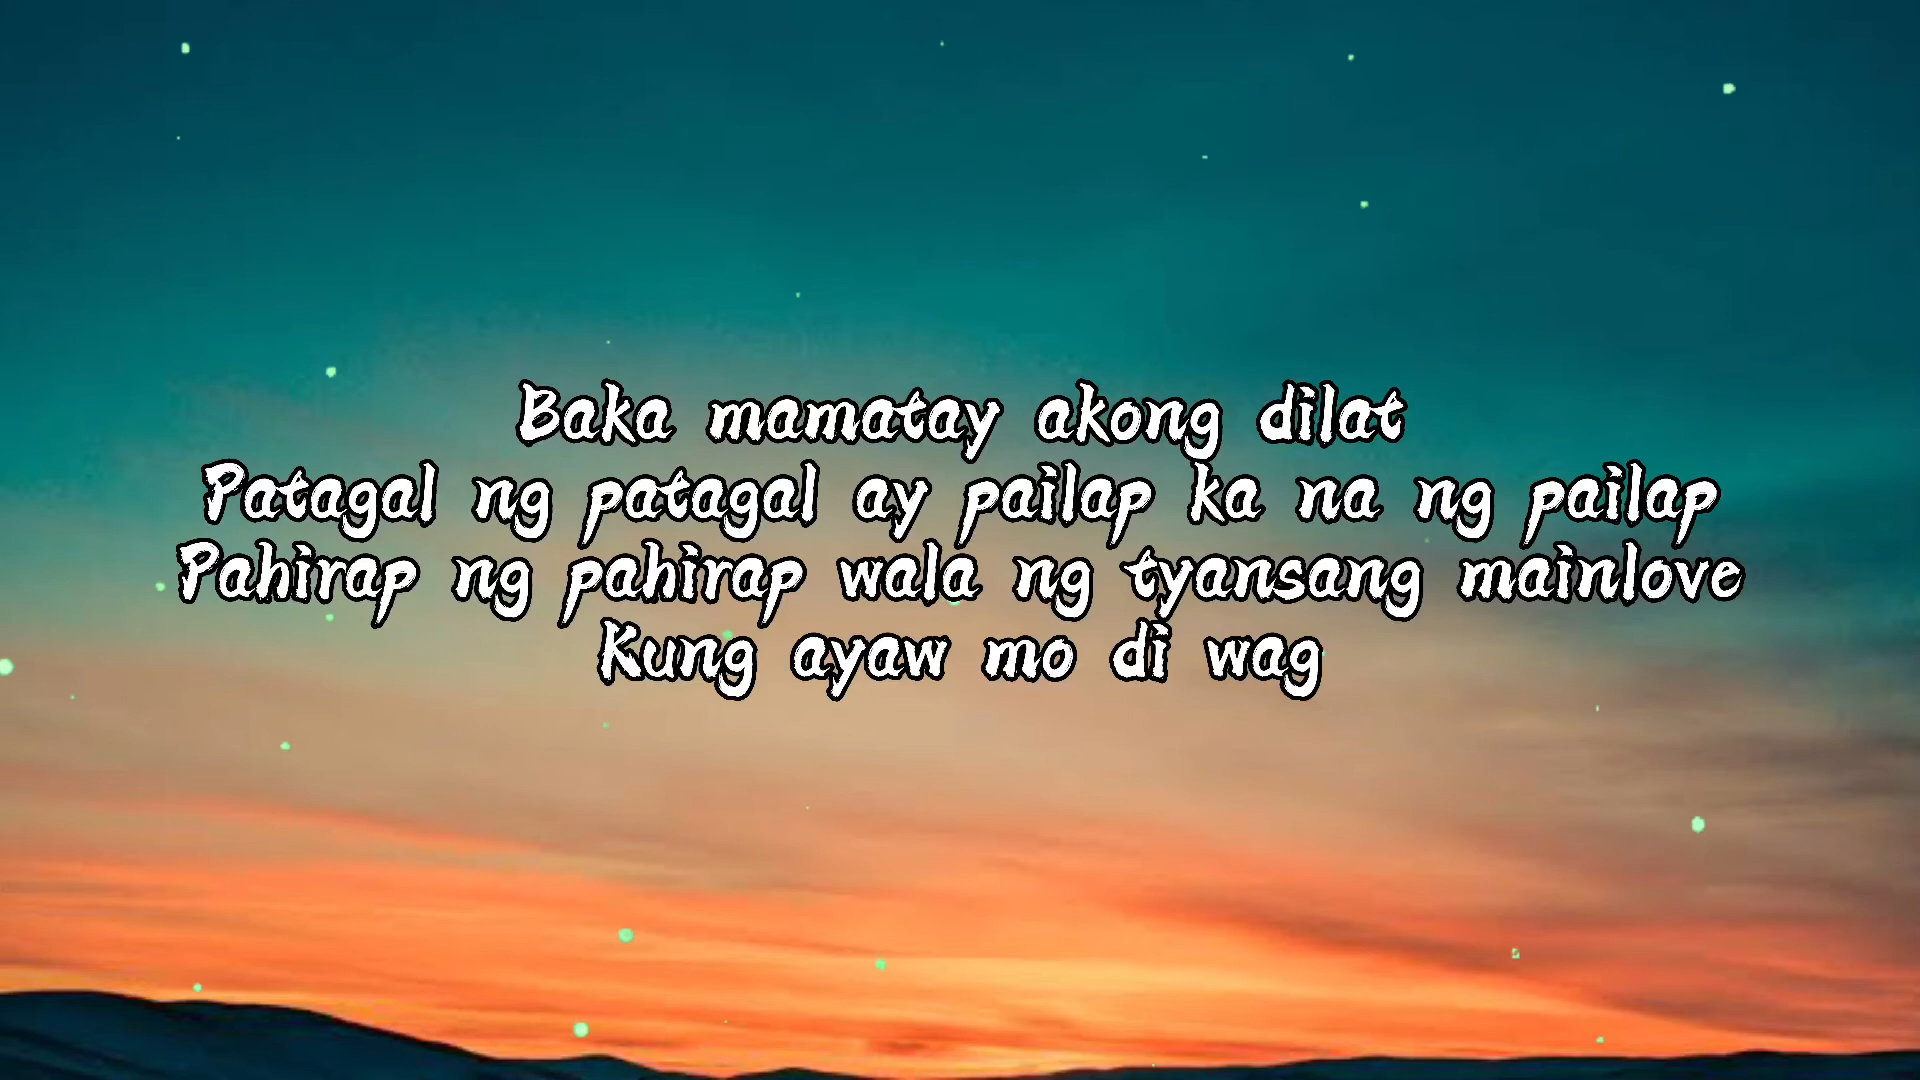 Baka mamatay akong dilat
Patagal ng patagal ay pailap ka na ng pailap
Pahirap ng pahirap wala ng tyansang mainlove
Kung ayaw mo di wag